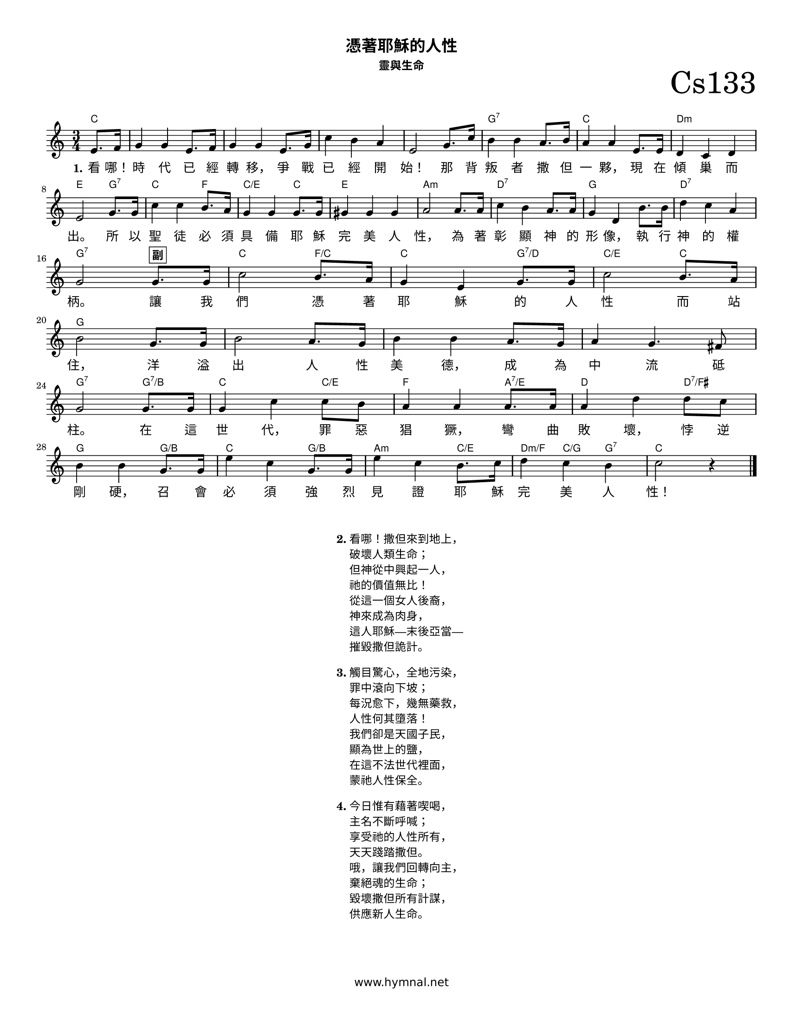 憑著耶穌的人性
靈與生命
Cs133
C G7 C Dm
1. 看哪！時代已經轉移，爭戰已經開始！那背叛者撒但一夥，現在傾巢而
8 E G7 C F C/E C E Am D7 G D7
出。所以聖徒必須具備耶穌完美人性，為著彰顯神的形像，執行神的權
16 G7 副 C F/C C G7/D C/E C
柄。讓我們憑著耶穌的人性而站
20 G
住，洋溢出人性美德，成為中流砥
24 G7 G7/B C C/E F A7/E D D7/F♯
柱。在這世代，罪惡猖獗，彎曲敗壞，悖逆
28 G G/B C G/B Am C/E Dm/F C/G G7 C
剛硬，召會必須強烈見證耶穌完美人性！
2. 看哪！撒但來到地上，
破壞人類生命；
但神從中興起一人，
祂的價值無比！
從這一個女人後裔，
神來成為肉身，
這人耶穌—末後亞當—
摧毀撒但詭計。
3. 觸目驚心，全地污染，
罪中滾向下坡；
每況愈下，幾無藥救，
人性何其墮落！
我們卻是天國子民，
顯為世上的鹽，
在這不法世代裡面，
蒙祂人性保全。
4. 今日惟有藉著喫喝，
主名不斷呼喊；
享受祂的人性所有，
天天踐踏撒但。
哦，讓我們回轉向主，
棄絕魂的生命；
毀壞撒但所有計謀，
供應新人生命。
www.hymnal.net